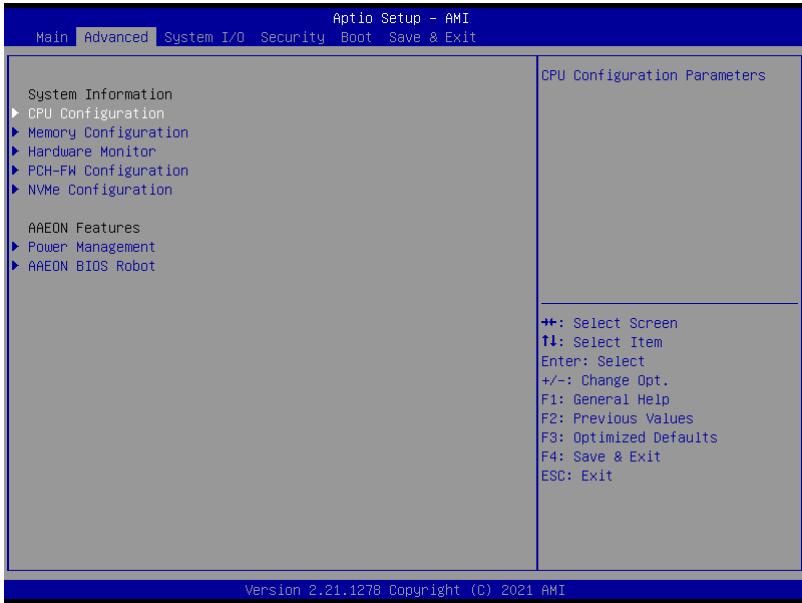 Aptio Setup - AMI
Main Advanced System I/O Security Boot Save & Exit
System Information
CPU Configuration
Memory Configuration
Hardware Monitor
PCH-FW Configuration
NVMe Configuration
AAEON Features
Power Management
AAEON BIOS Robot
CPU Configuration Parameters
→←: Select Screen
↑↓: Select Item
Enter: Select
+/-: Change Opt.
F1: General Help
F2: Previous Values
F3: Optimized Defaults
F4: Save & Exit
ESC: Exit
Version 2.21.1278 Copyright (C) 2021 AMI